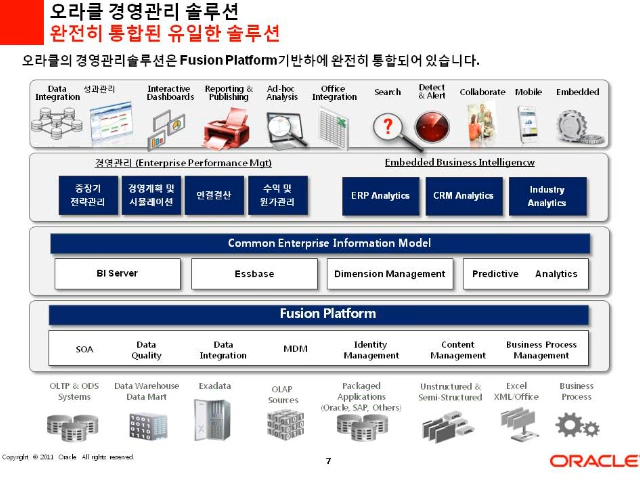 오라클 경영관리 솔루션
완전히 통합된 유일한 솔루션
오라클의 경영관리솔루션은 Fusion Platform기반하에 완전히 통합되어 있습니다.
Data Integration
성과관리
Interactive Dashboards
Reporting & Publishing
Ad-hoc Analysis
Office Integration
Search
Detect & Alert
Collaborate
Mobile
Embedded
경영관리 (Enterprise Performance Mgt)
Embedded Business Intelligencw
중장기 전략관리
경영계획 및 시뮬레이션
연결결산
수익 및 원가관리
ERP Analytics
CRM Analytics
Industry Analytics
Common Enterprise Information Model
BI Server
Essbase
Dimension Management
Predictive Analytics
Fusion Platform
SOA
Data Quality
Data Integration
MDM
Identity Management
Content Management
Business Process Management
OLTP & ODS Systems
Data Warehouse Data Mart
Exadata
OLAP Sources
Packaged Applications (Oracle, SAP, Others)
Unstructured & Semi-Structured
Excel XML/Office
Business Process
Copyright © 2011 Oracle All rights reserved.
7
ORACLE